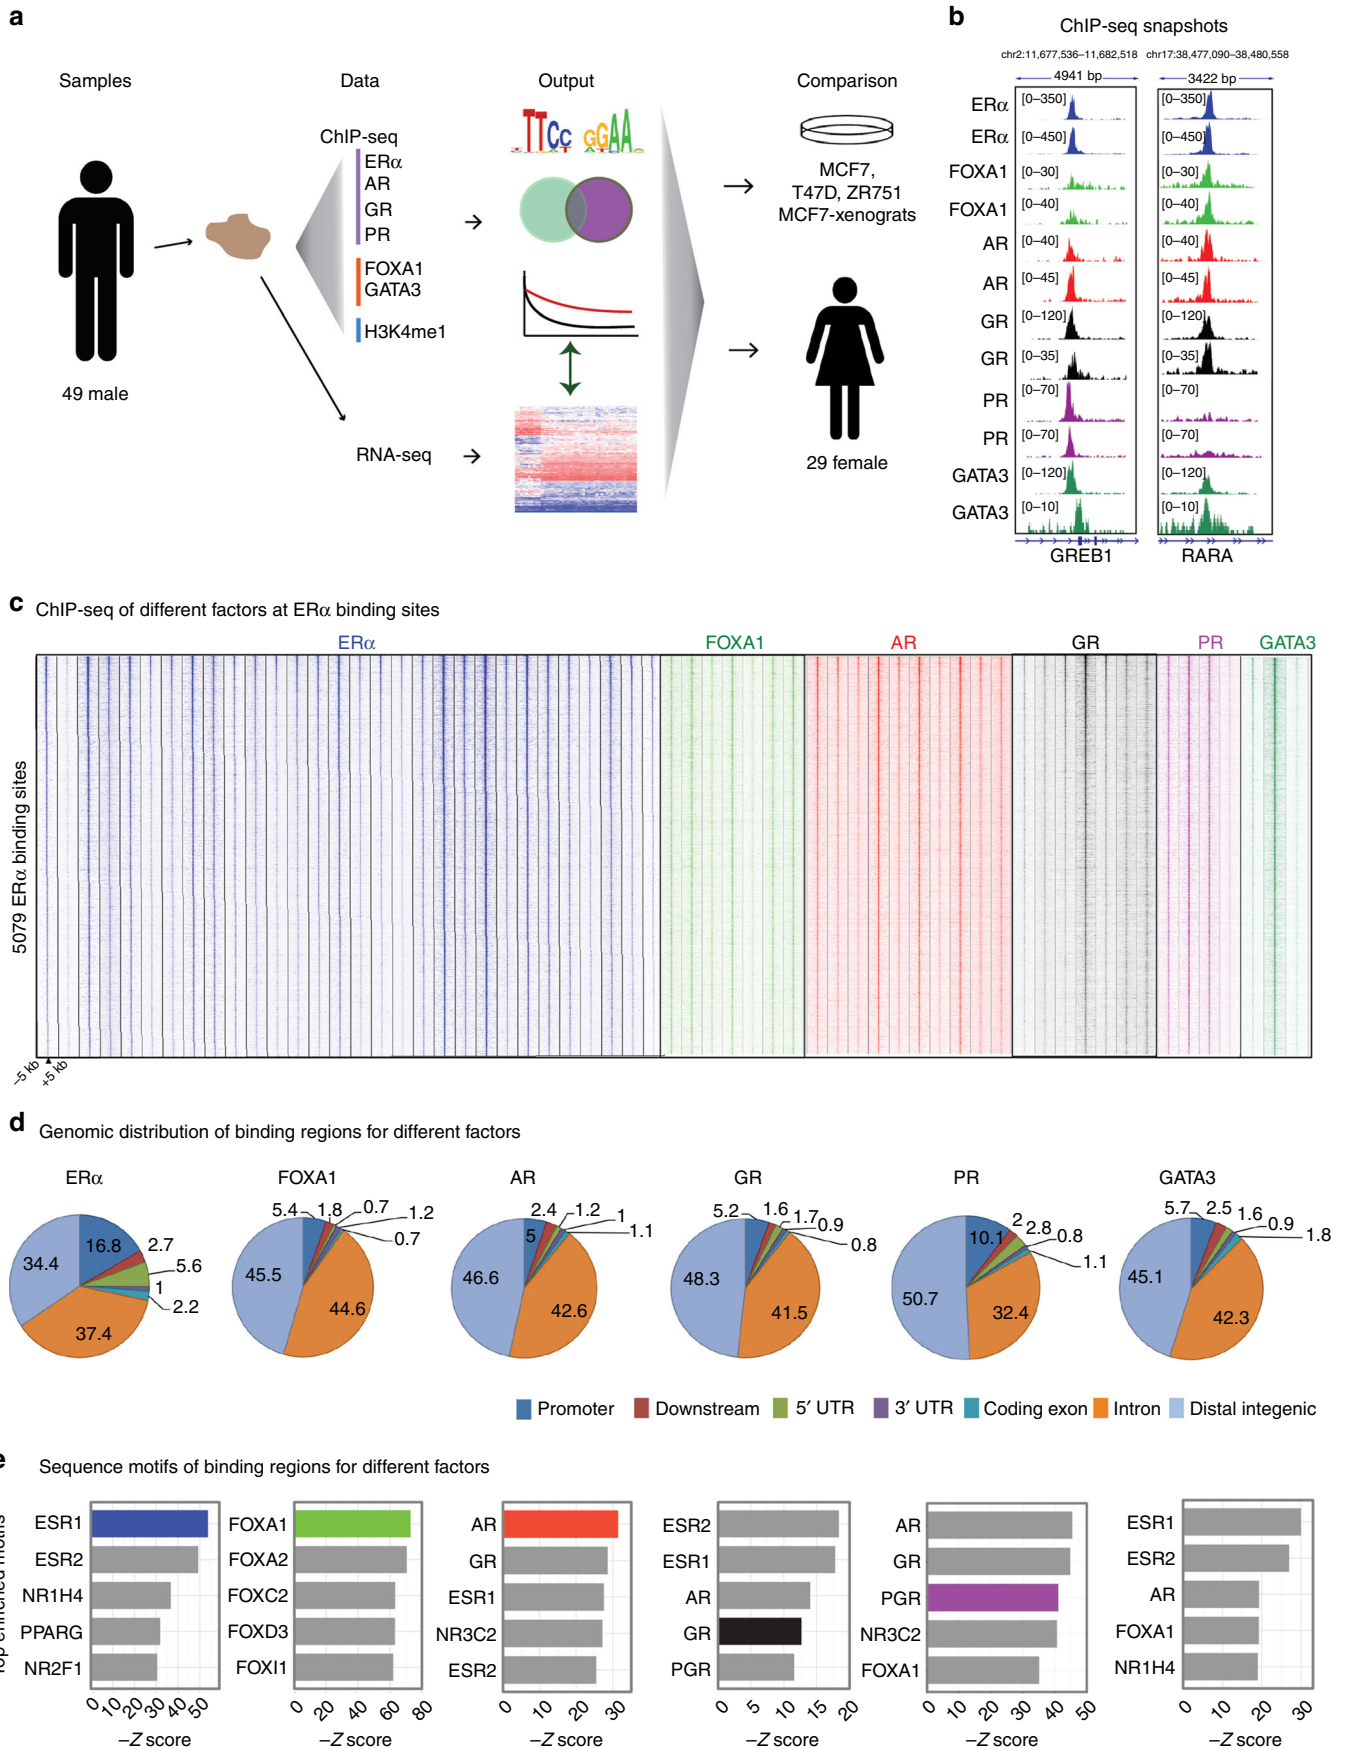 a
Samples
Data
Output
Comparison
ChIP-seq
ERα
AR
GR
PR
FOXA1
GATA3
H3K4me1
RNA-seq
49 male
TTCC GGAA
MCF7,
T47D, ZR751
MCF7-xenograts
29 female
b
ChIP-seq snapshots
chr2:11,677,536–11,682,518 chr17:38,477,090–38,480,558
4941 bp 3422 bp
ERα [0–350] [0–350]
ERα [0–450] [0–450]
FOXA1 [0–30] [0–30]
FOXA1 [0–40] [0–40]
AR [0–40] [0–40]
AR [0–45] [0–45]
GR [0–120] [0–120]
GR [0–35] [0–35]
PR [0–70] [0–70]
PR [0–70] [0–70]
GATA3 [0–120] [0–120]
GATA3 [0–10] [0–10]
GREB1 RARA
c ChIP-seq of different factors at ERα binding sites
ERα FOXA1 AR GR PR GATA3
5079 ERα binding sites
–5 kb +5 kb
d Genomic distribution of binding regions for different factors
ERα
16.8
2.7
5.6
1
2.2
37.4
34.4
FOXA1
5.4
1.8
0.7
1.2
0.7
44.6
45.5
AR
5
2.4
1.2
1
1.1
42.6
46.6
GR
5.2
1.6
1.7
0.9
0.8
41.5
48.3
PR
10.1
2
2.8
0.8
1.1
32.4
50.7
GATA3
5.7
2.5
1.6
0.9
1.8
42.3
45.1
Promoter Downstream 5′ UTR 3′ UTR Coding exon Intron Distal integenic
e Sequence motifs of binding regions for different factors
enriched motifs
ESR1
ESR2
NR1H4
PPARG
NR2F1
0 10 20 30 40 50
–Z score
FOXA1
FOXA2
FOXC2
FOXD3
FOXI1
0 20 40 60 80
–Z score
AR
GR
ESR1
NR3C2
ESR2
0 10 20 30
–Z score
ESR2
ESR1
AR
GR
PGR
0 5 10 15 20
–Z score
AR
GR
PGR
NR3C2
FOXA1
0 10 20 30 40 50
–Z score
ESR1
ESR2
AR
FOXA1
NR1H4
0 10 20 30
–Z score